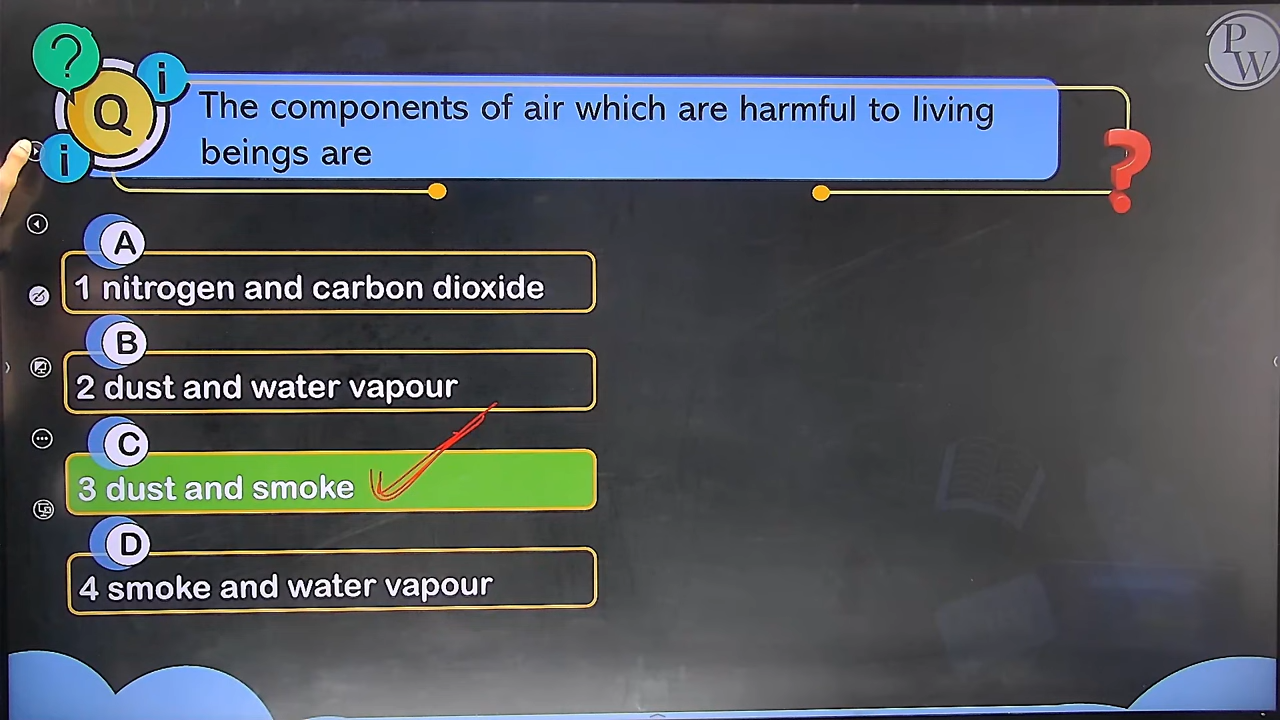 PW
?
i
Q
i
The components of air which are harmful to living
beings are
?
A
1 nitrogen and carbon dioxide
B
2 dust and water vapour
C
3 dust and smoke
D
4 smoke and water vapour